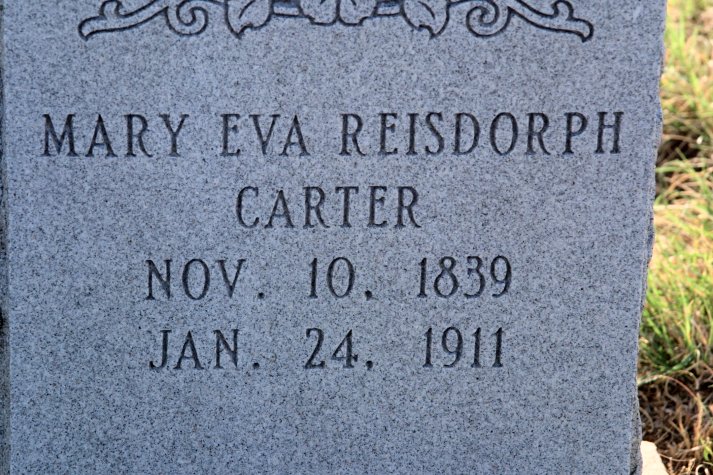 MARY EVA REISDORPH
CARTER
NOV. 10, 1839
JAN. 24, 1911